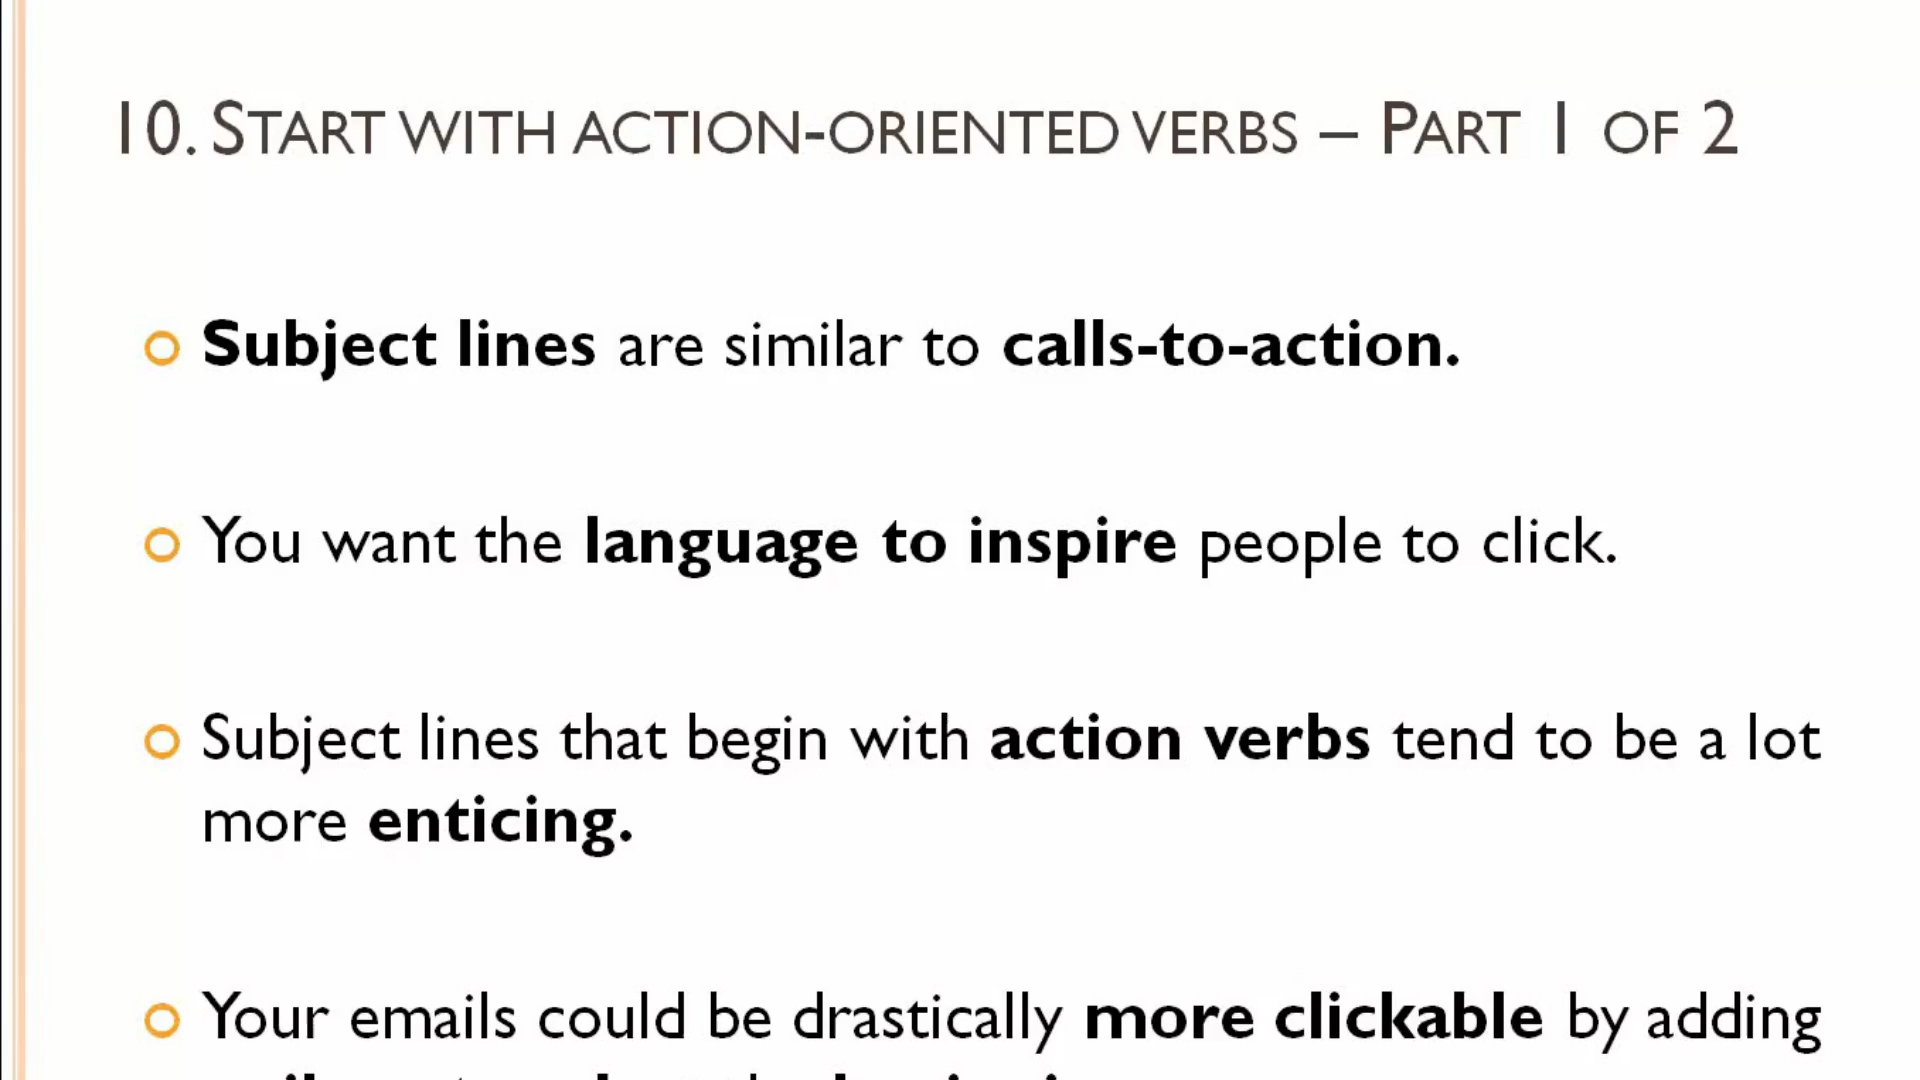 10. START WITH ACTION-ORIENTED VERBS – PART 1 OF 2
Subject lines are similar to calls-to-action.
You want the language to inspire people to click.
Subject lines that begin with action verbs tend to be a lot
more enticing.
Your emails could be drastically more clickable by adding